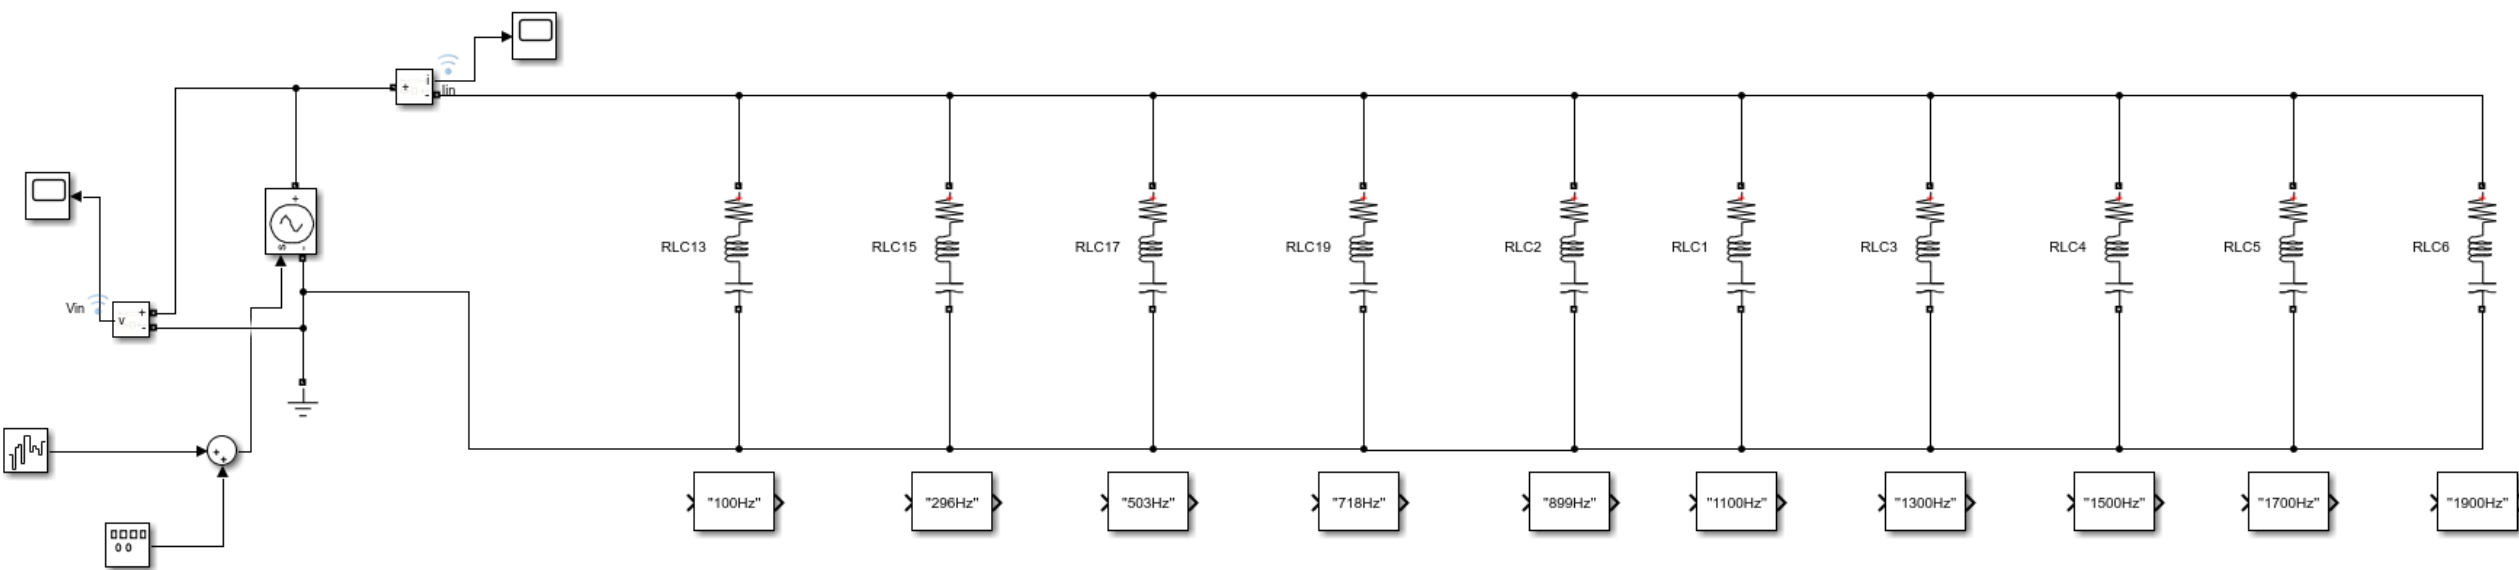 i
+
-
Iin
+
s
-
RLC13
RLC15
RLC17
RLC19
RLC2
RLC1
RLC3
RLC4
RLC5
RLC6
Vin
v
+
-
+
+
"100Hz"
"296Hz"
"503Hz"
"718Hz"
"899Hz"
"1100Hz"
"1300Hz"
"1500Hz"
"1700Hz"
"1900Hz"